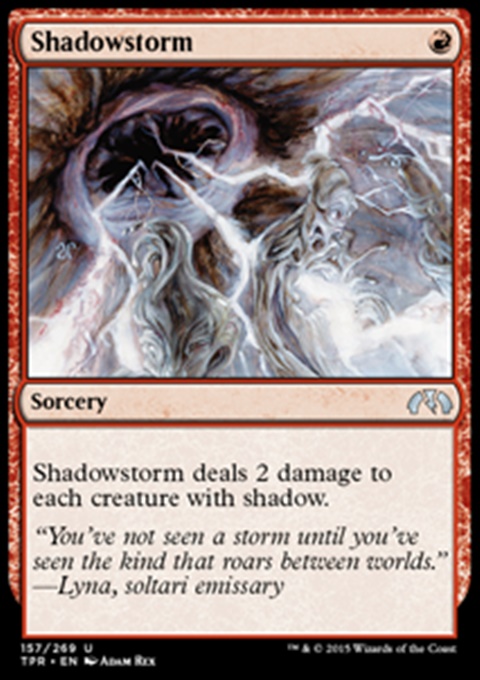 Shadowstorm
Sorcery
Shadowstorm deals 2 damage to
each creature with shadow.
“You’ve not seen a storm until you’ve
seen the kind that roars between worlds.”
—Lyna, soltari emissary
157/269 U
TPR • EN Adam Rex
™ & © 2015 Wizards of the Coast